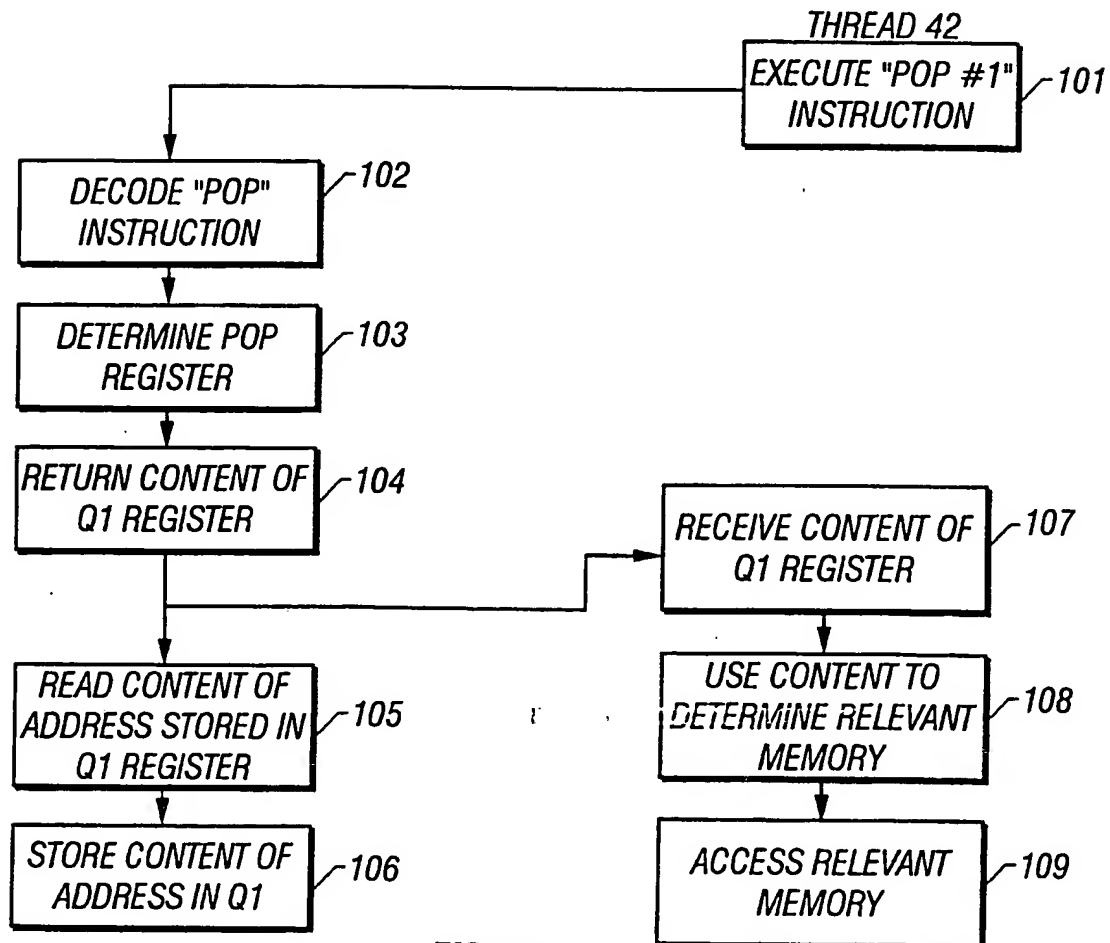 THREAD 42
EXECUTE "POP #1"
INSTRUCTION
101
DECODE "POP"
INSTRUCTION
102
DETERMINE POP
REGISTER
103
RETURN CONTENT OF
Q1 REGISTER
104
RECEIVE CONTENT OF
Q1 REGISTER
107
READ CONTENT OF
ADDRESS STORED IN
Q1 REGISTER
105
USE CONTENT TO
DETERMINE RELEVANT
MEMORY
108
STORE CONTENT OF
ADDRESS IN Q1
106
ACCESS RELEVANT
MEMORY
109